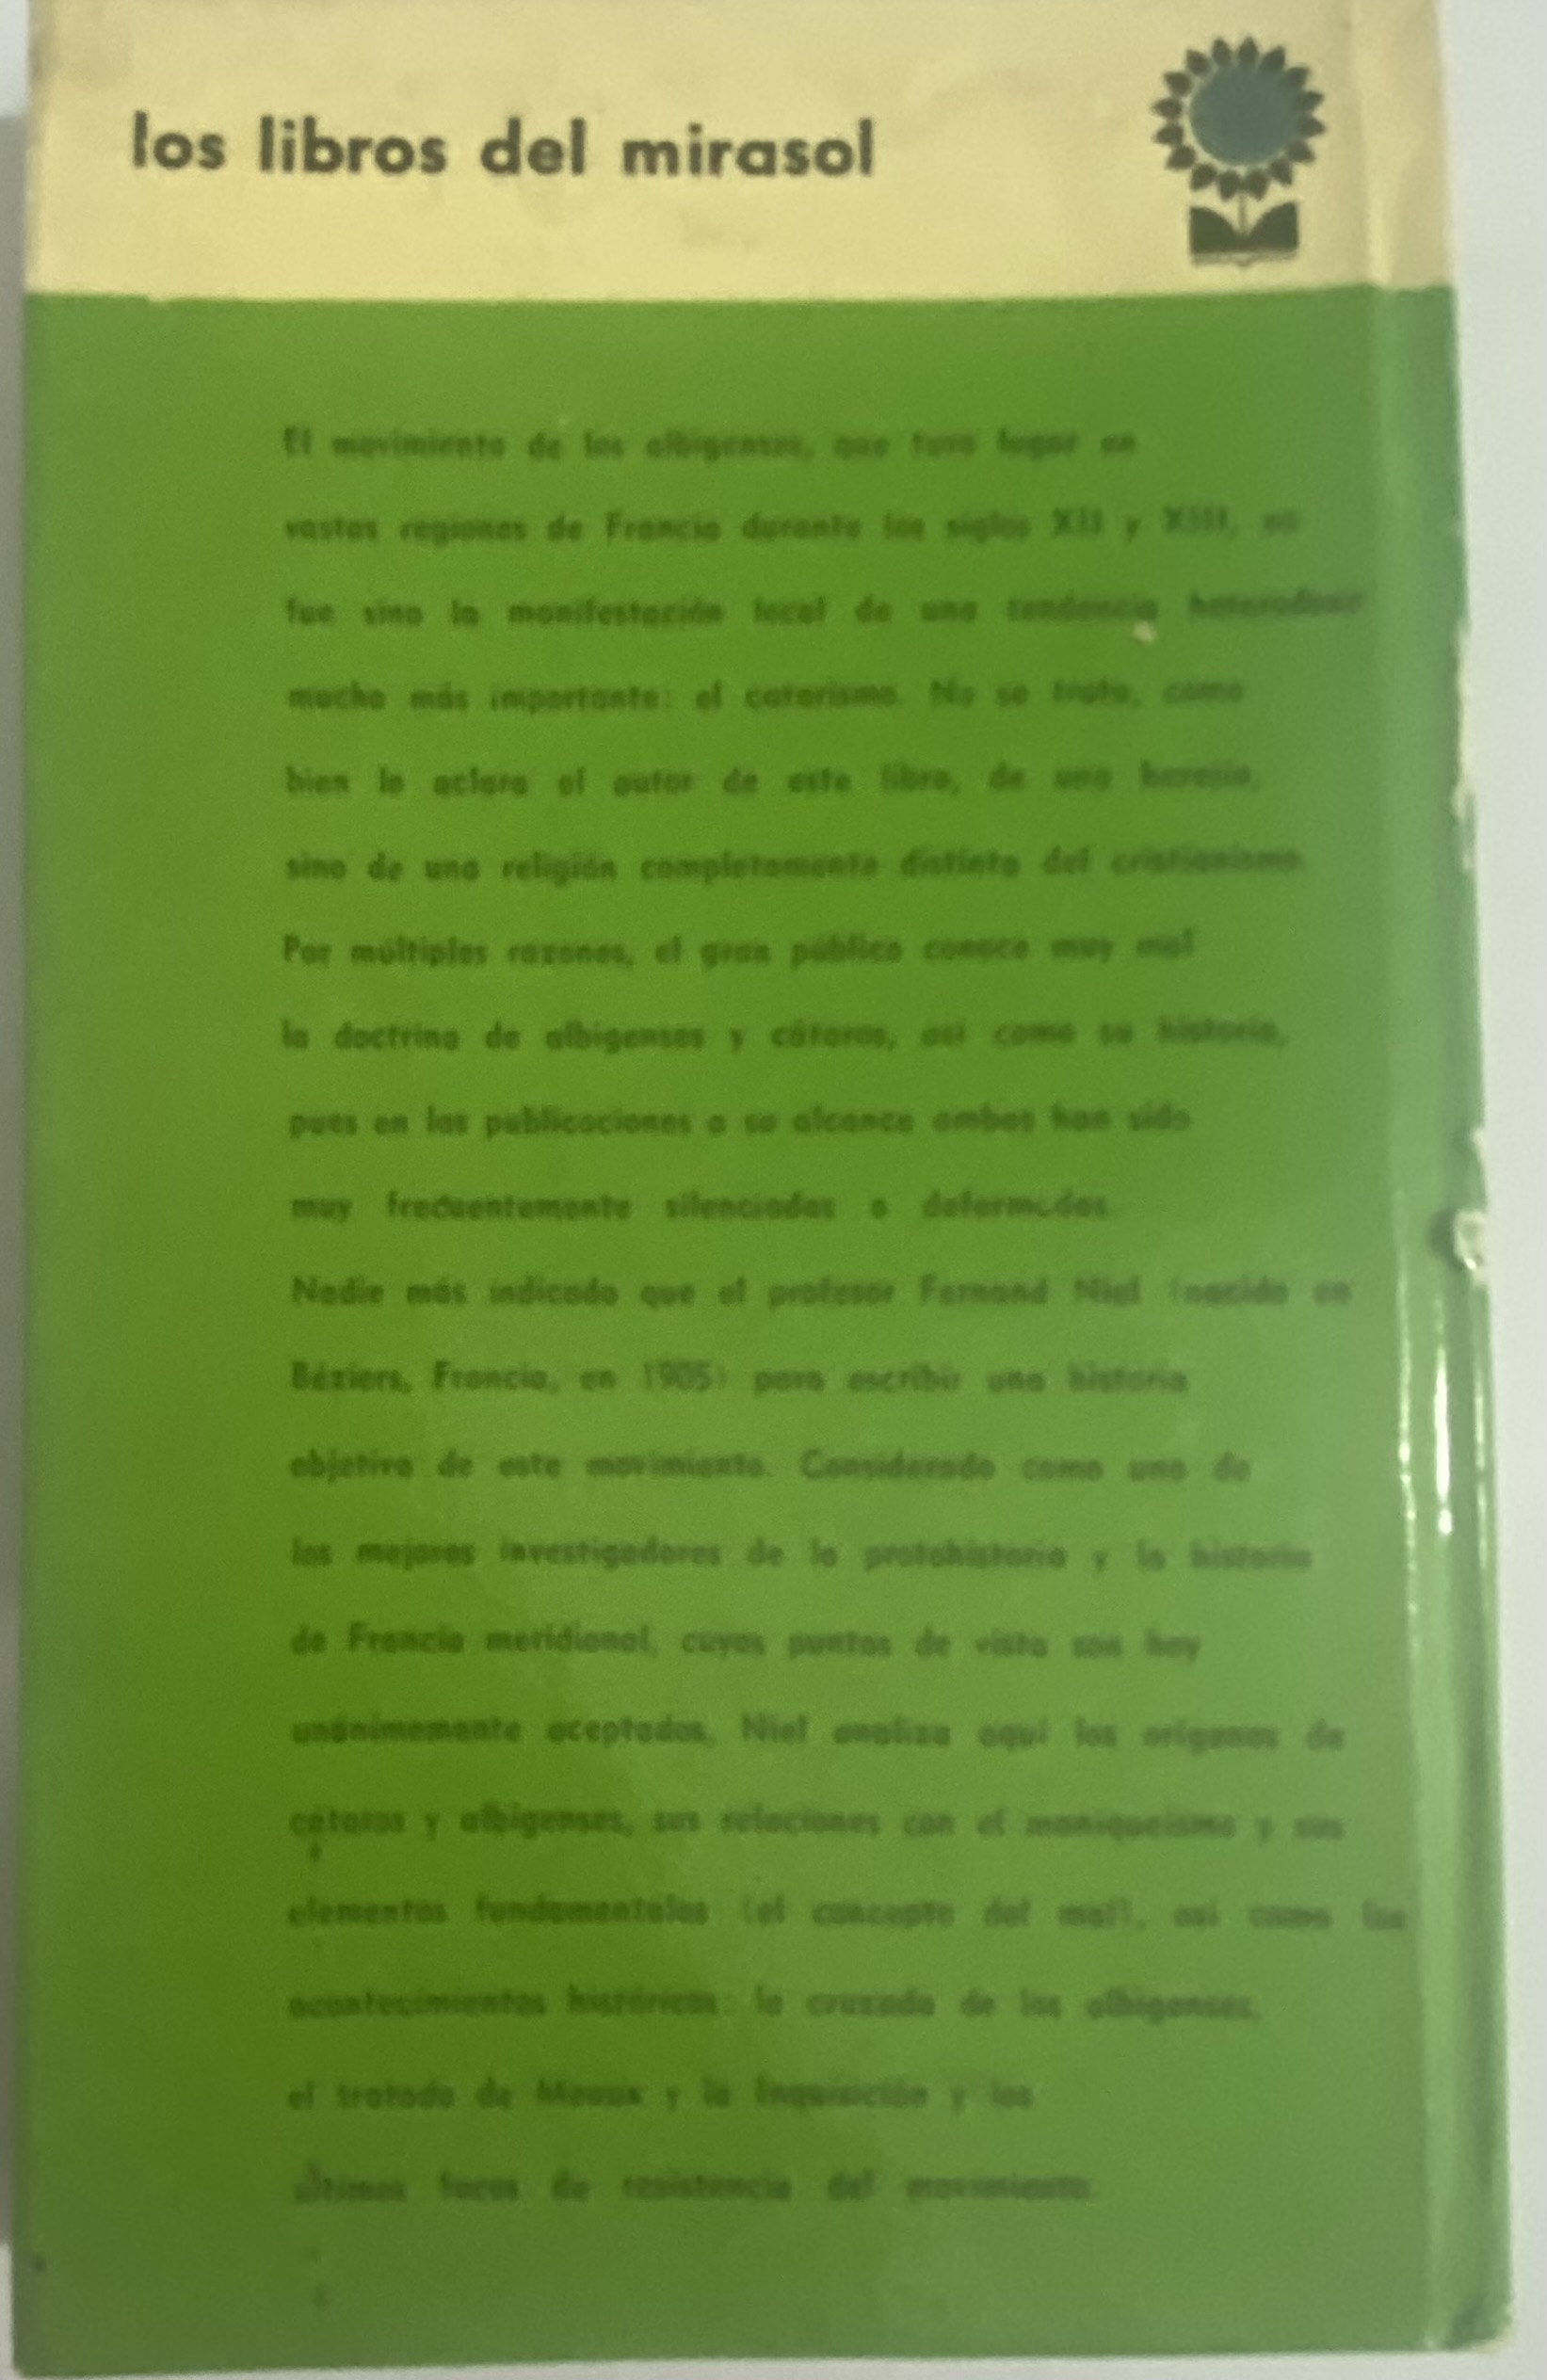 los libros del mirasol
El movimiento de los albigenses, que tuvo lugar en
vastas regiones de Francia durante los siglos XII y XIII, no
fue sino la manifestación local de una tendencia heterodoxa
mucho más importante: el catarismo. No se trata, como
bien lo aclara el autor de este libro, de una herejía,
sino de una religión completamente distinta del cristianismo.
Por múltiples razones, el gran público conoce muy mal
la doctrina de albigenses y cátaros, así como su historia,
pues en las publicaciones a su alcance ambas han sido
muy frecuentemente silenciadas o deformadas.
Nadie más indicado que el profesor Fernand Niel (nacido en
Béziers, Francia, en 1905) para escribir una historia
objetiva de este movimiento. Considerado como uno de
los mejores investigadores de la protohistoria y la historia
de Francia meridional, cuyos puntos de vista son hoy
unánimemente aceptados, Niel analiza aquí los orígenes de
cátaros y albigenses, sus relaciones con el maniqueísmo y sus
elementos fundamentales (el concepto del mal), así como los
acontecimientos históricos: la cruzada de los albigenses,
el tratado de Meaux y la Inquisición y los
últimos focos de resistencia del movimiento.